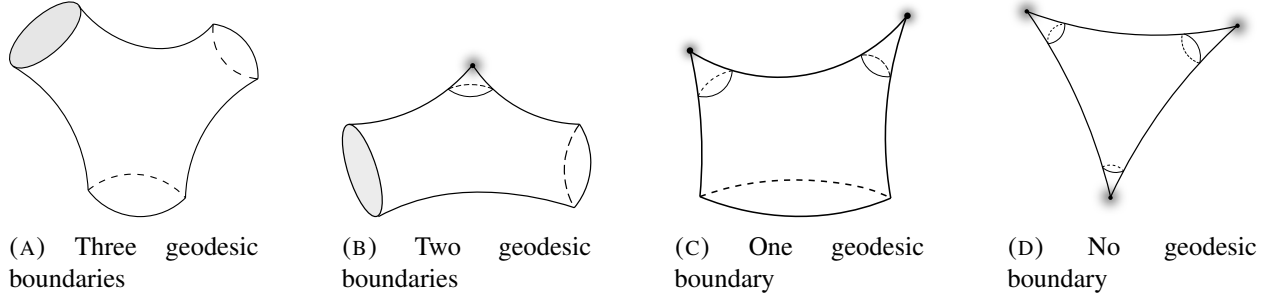 (A) Three geodesic
boundaries
(B) Two geodesic
boundaries
(C) One geodesic
boundary
(D) No geodesic
boundary